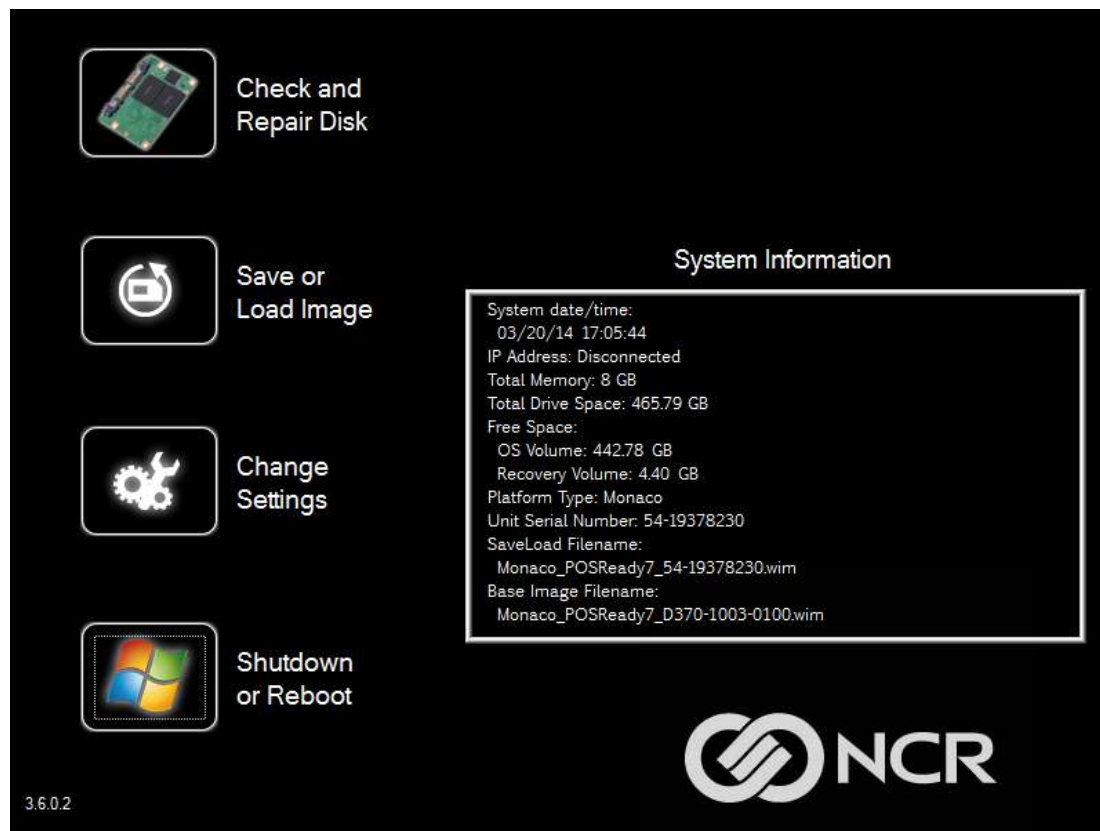 Check and
Repair Disk
Save or
Load Image
Change
Settings
Shutdown
or Reboot
3.6.0.2
System Information
System date/time:
03/20/14 17:05:44
IP Address: Disconnected
Total Memory: 8 GB
Total Drive Space: 465.79 GB
Free Space:
OS Volume: 442.78 GB
Recovery Volume: 4.40 GB
Platform Type: Monaco
Unit Serial Number: 54-19378230
SaveLoad Filename:
Monaco_POSReady7_54-19378230.wim
Base Image Filename:
Monaco_POSReady7_D370-1003-0100.wim
NCR